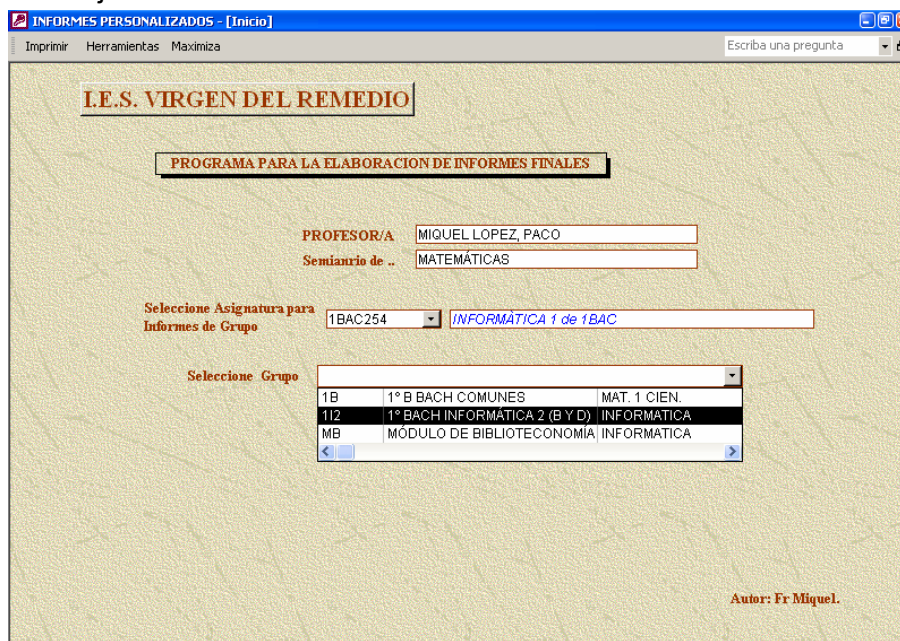 INFORMES PERSONALIZADOS - [Inicio]
Imprimir Herramientas Maximiza Escriba una pregunta
I.E.S. VIRGEN DEL REMEDIO
PROGRAMA PARA LA ELABORACION DE INFORMES FINALES
PROFESOR/A MIQUEL LOPEZ, PACO
Semianrio de .. MATEMÁTICAS
Seleccione Asignatura para
Informes de Grupo 1BAC254 INFORMÀTICA 1 de 1BAC
Seleccione Grupo
1B 1º B BACH COMUNES MAT. 1 CIEN.
1I2 1º BACH INFORMÁTICA 2 (B Y D) INFORMATICA
MB MÓDULO DE BIBLIOTECONOMÍA INFORMATICA
Autor: Fr Miquel.